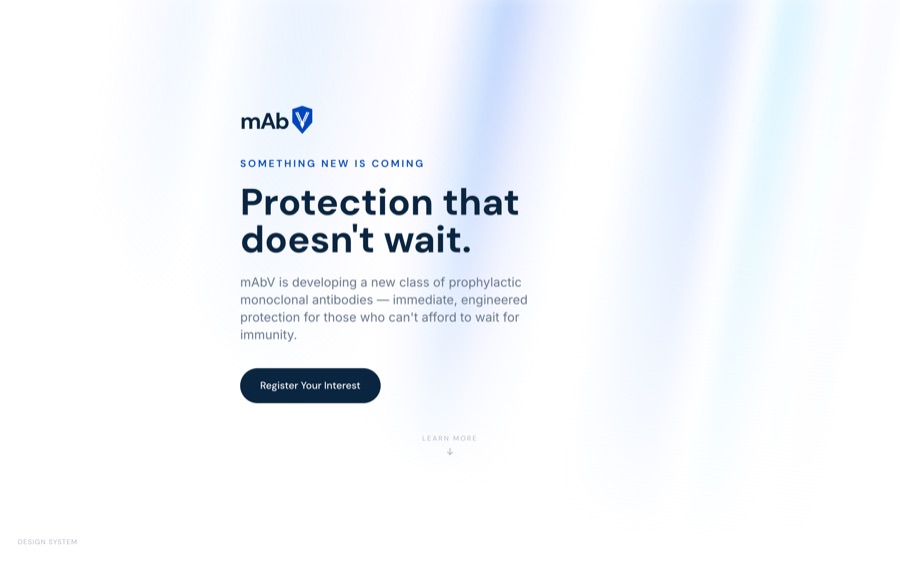 mAbV
SOMETHING NEW IS COMING
Protection that
doesn't wait.
mAbV is developing a new class of prophylactic
monoclonal antibodies — immediate, engineered
protection for those who can't afford to wait for
immunity.
Register Your Interest
LEARN MORE
↓
DESIGN SYSTEM